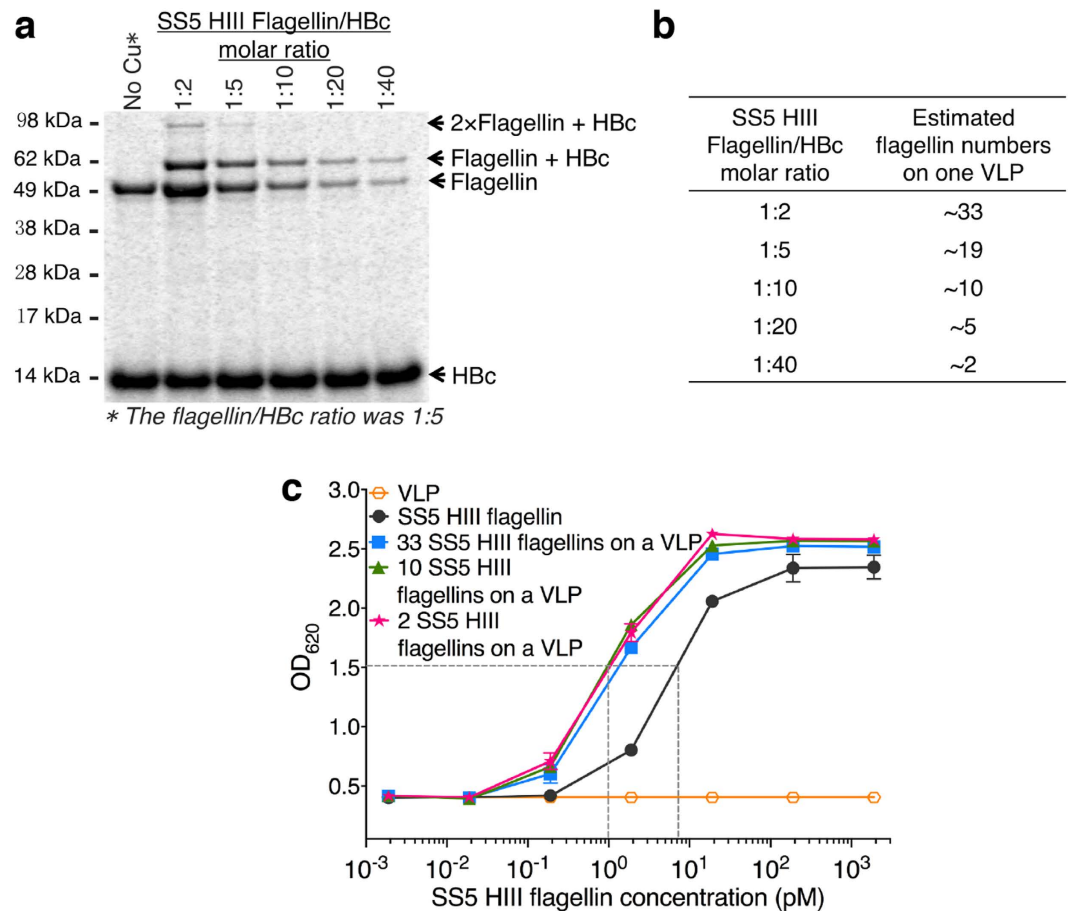 a
SS5 HIII Flagellin/HBc
molar ratio
No Cu*
1:2
1:5
1:10
1:20
1:40
98 kDa
62 kDa
49 kDa
38 kDa
28 kDa
17 kDa
14 kDa
2×Flagellin + HBc
Flagellin + HBc
Flagellin
HBc
* The flagellin/HBc ratio was 1:5
b
SS5 HIII
Flagellin/HBc
molar ratio
Estimated
flagellin numbers
on one VLP
1:2 ~33
1:5 ~19
1:10 ~10
1:20 ~5
1:40 ~2
c
VLP
SS5 HIII flagellin
33 SS5 HIII flagellins on a VLP
10 SS5 HIII
flagellins on a VLP
2 SS5 HIII
flagellins on a VLP
OD620
3.0
2.5
2.0
1.5
1.0
0.5
10-3 10-2 10-1 100 101 102 103
SS5 HIII flagellin concentration (pM)